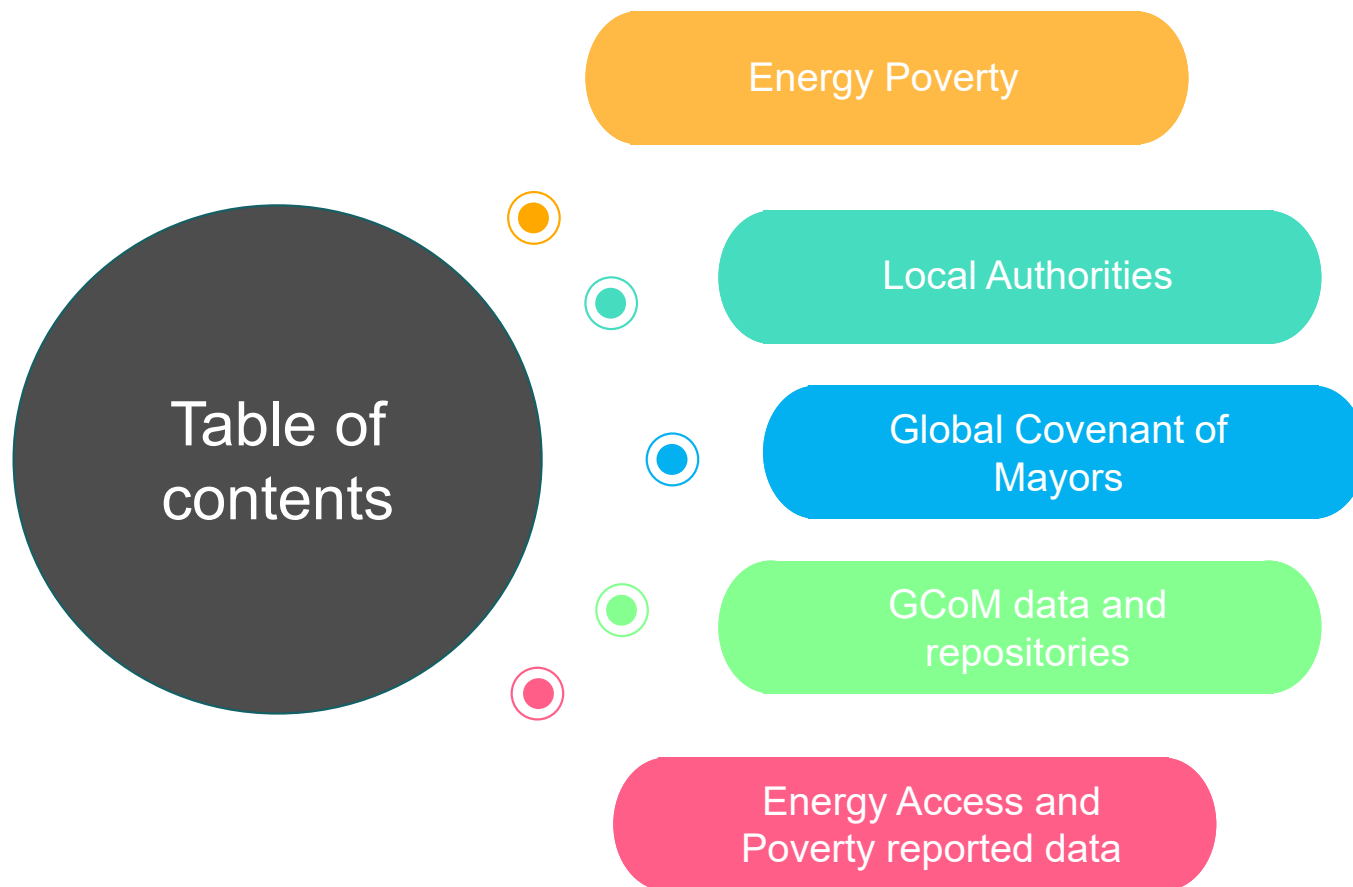 Energy Poverty
Local Authorities
Table of
contents
Global Covenant of
Mayors
GCoM data and
repositories
Energy Access and
Poverty reported data